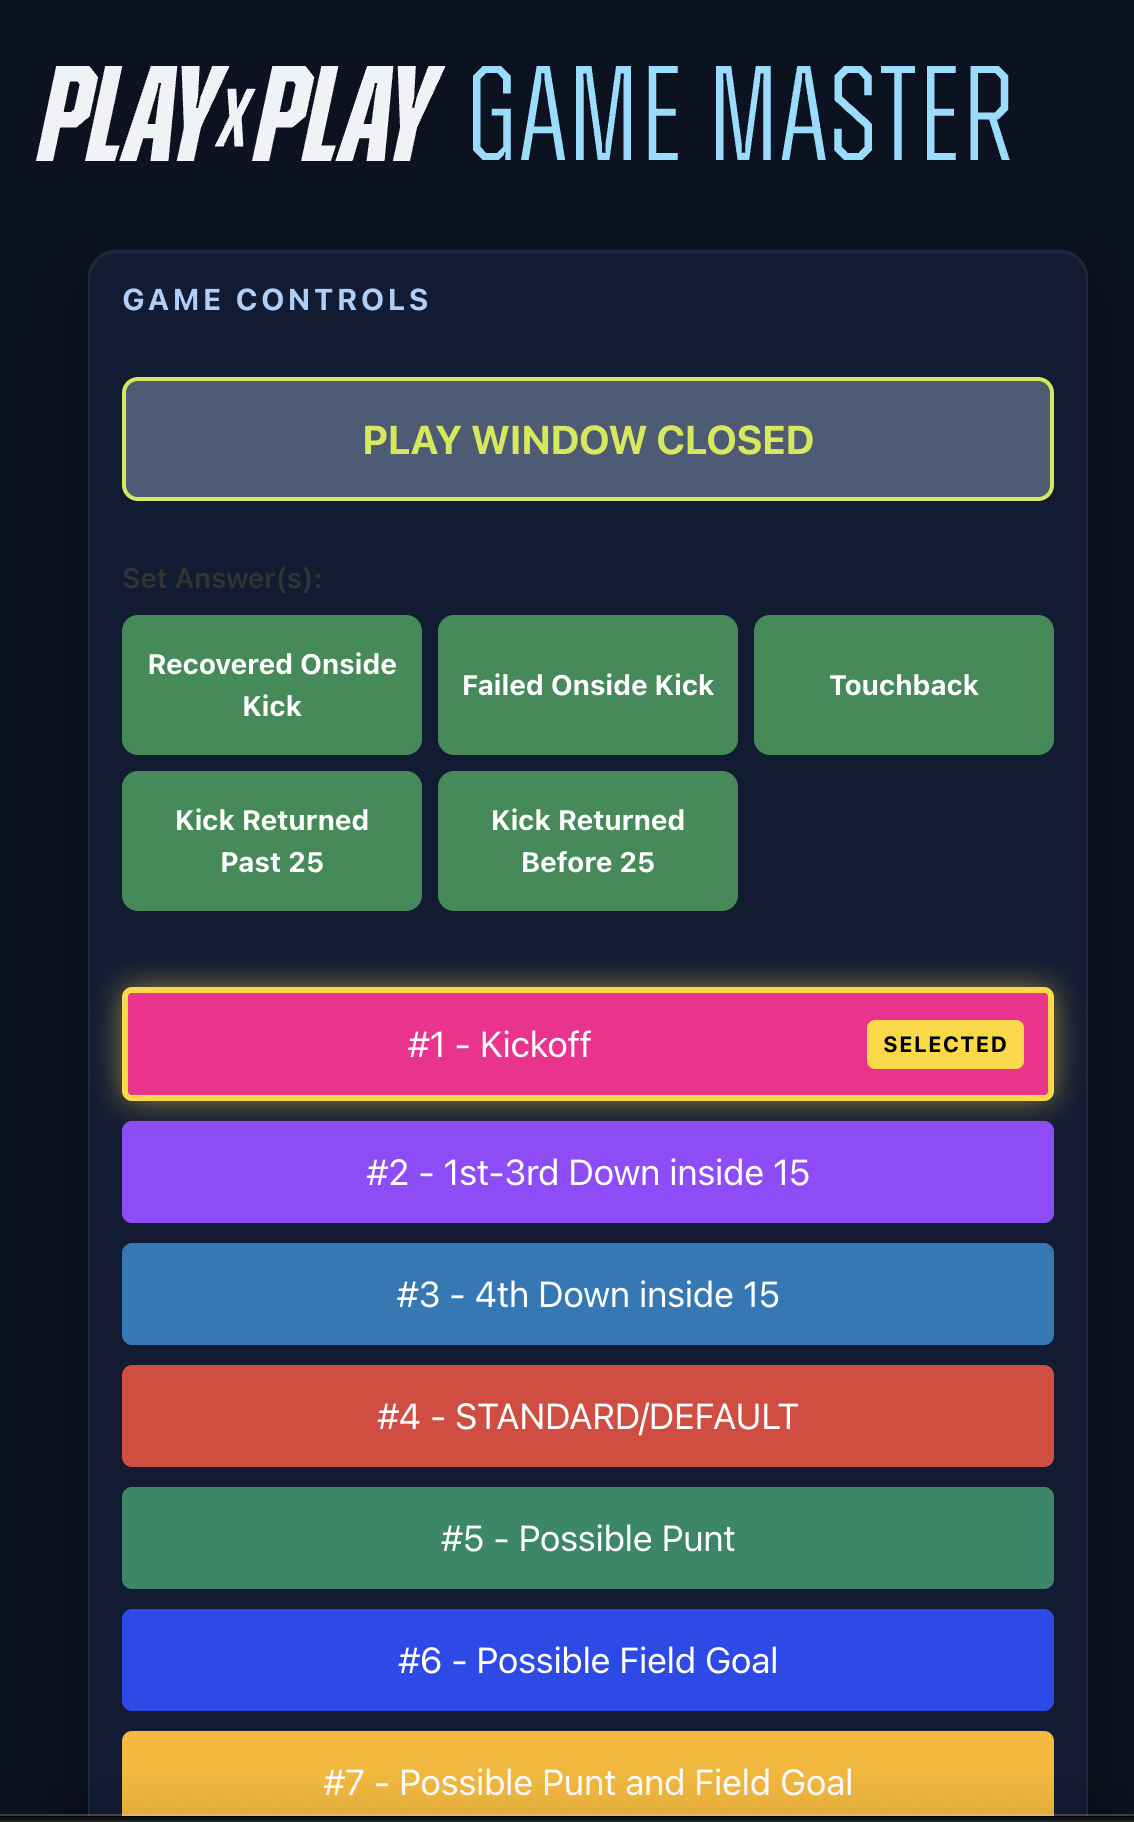 PLAYxPLAY GAME MASTER
GAME CONTROLS
PLAY WINDOW CLOSED
Set Answer(s):
Recovered Onside
Kick
Failed Onside Kick
Touchback
Kick Returned
Past 25
Kick Returned
Before 25
#1 - Kickoff
SELECTED
#2 - 1st-3rd Down inside 15
#3 - 4th Down inside 15
#4 - STANDARD/DEFAULT
#5 - Possible Punt
#6 - Possible Field Goal
#7 - Possible Punt and Field Goal